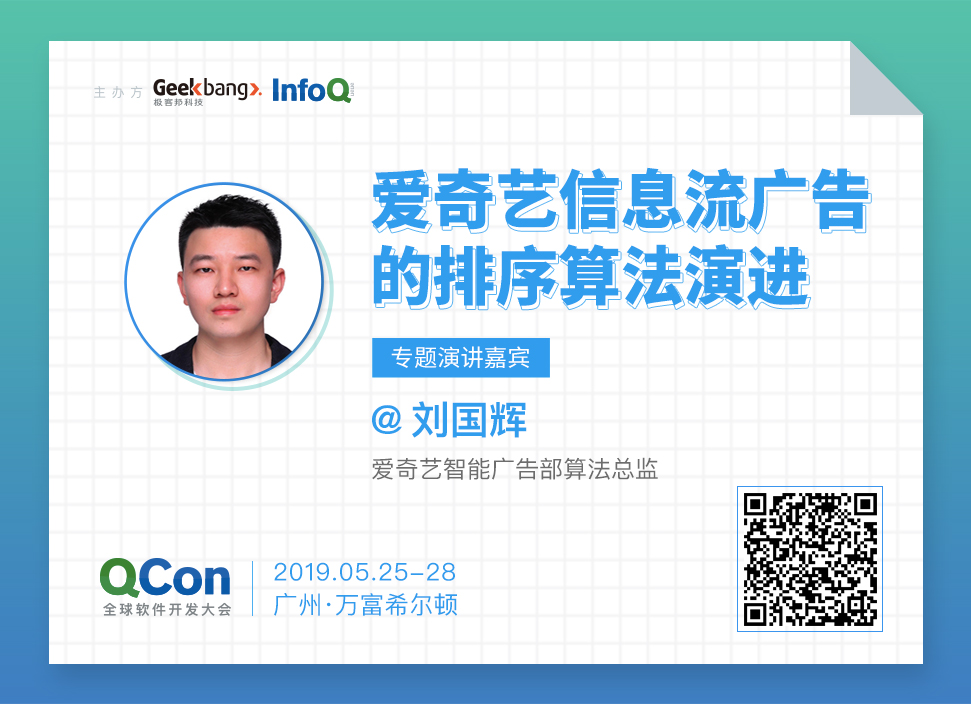 主办方 Geekbang 极客邦科技 InfoQ
爱奇艺信息流广告
的排序算法演进
专题演讲嘉宾
@ 刘国辉
爱奇艺智能广告部算法总监
QCon
全球软件开发大会
2019.05.25-28
广州·万富希尔顿